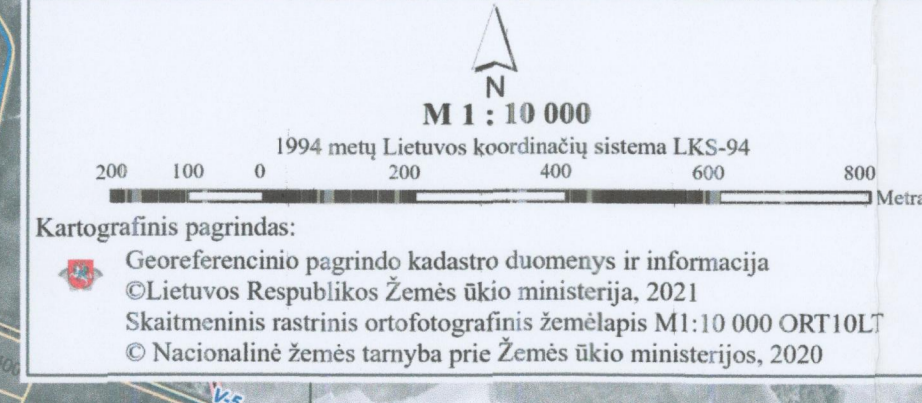 N
M 1 : 10 000
1994 metų Lietuvos koordinačių sistema LKS-94
200 100 0 200 400 600 800
Metra
Kartografinis pagrindas:
Georeferencinio pagrindo kadastro duomenys ir informacija
©Lietuvos Respublikos Žemės ūkio ministerija, 2021
Skaitmeninis rastrinis ortofotografinis žemėlapis M1:10 000 ORT10LT
© Nacionalinė žemės tarnyba prie Žemės ūkio ministerijos, 2020
V-5